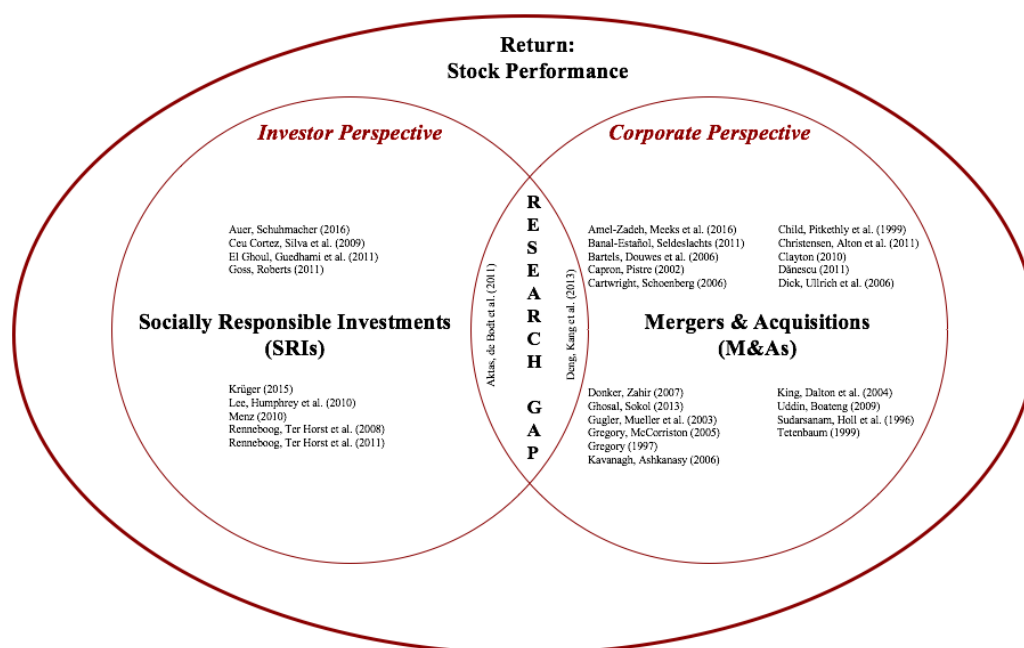 Return:
Stock Performance
Investor Perspective
Auer, Schuhmacher (2016)
Ceu Cortez, Silva et al. (2009)
El Ghoul, Guedhami et al. (2011)
Goss, Roberts (2011)
Socially Responsible Investments
(SRIs)
Krüger (2015)
Lee, Humphrey et al. (2010)
Menz (2010)
Renneboog, Ter Horst et al. (2008)
Renneboog, Ter Horst et al. (2011)
Aktas, de Bodt et al. (2011)
RESEARCH GAP
Deng, Kang et al. (2013)
Corporate Perspective
Amel-Zadeh, Meeks et al. (2016)
Banal-Estañol, Seldeslachts (2011)
Bartels, Douwes et al. (2006)
Capron, Pistre (2002)
Cartwright, Schoenberg (2006)
Child, Pitkethly et al. (1999)
Christensen, Alton et al. (2011)
Clayton (2010)
Dănescu (2011)
Dick, Ullrich et al. (2006)
Mergers & Acquisitions
(M&As)
Donker, Zahir (2007)
Ghosal, Sokol (2013)
Gugler, Mueller et al. (2003)
Gregory, McCorriston (2005)
Gregory (1997)
Kavanagh, Ashkanasy (2006)
King, Dalton et al. (2004)
Uddin, Boateng (2009)
Sudarsanam, Holl et al. (1996)
Tetenbaum (1999)